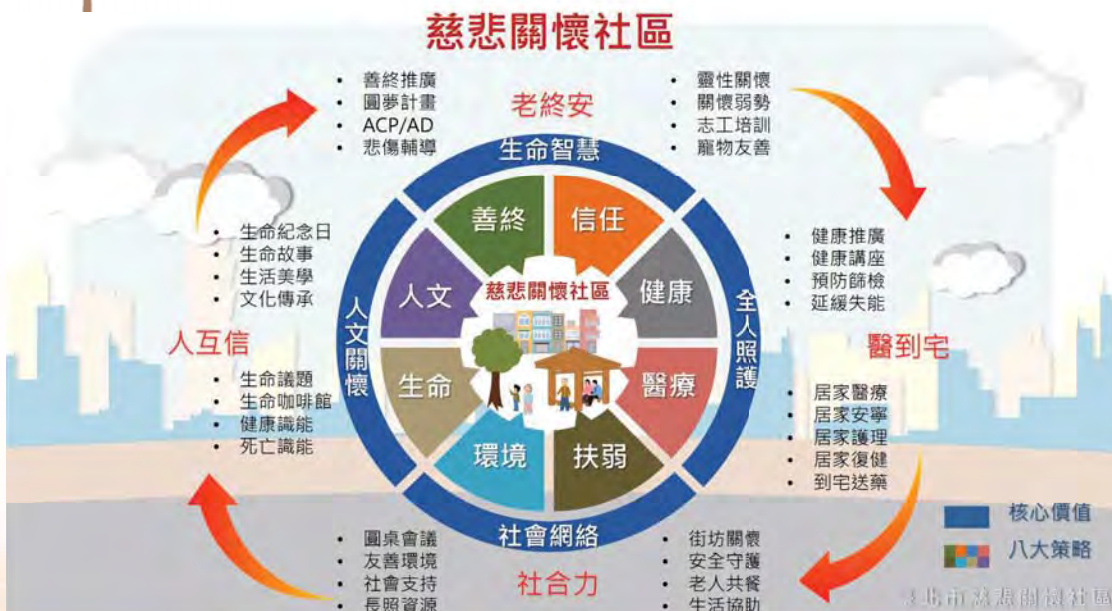 慈悲關懷社區
• 善終推廣
• 圓夢計畫
• ACP/AD
• 悲傷輔導
老終安
• 靈性關懷
• 關懷弱勢
• 志工培訓
• 寵物友善
生命智慧
善終
信任
• 生命紀念日
• 生命故事
• 生活美學
• 文化傳承
人文
慈悲關懷社區
健康
• 健康推廣
• 健康講座
• 預防篩檢
• 延緩失能
人互信
人文關懷
全人照護
醫到宅
• 生命議題
• 生命咖啡館
• 健康識能
• 死亡識能
生命
醫療
• 居家醫療
• 居家安寧
• 居家護理
• 居家復健
• 到宅送藥
環境
扶弱
社會網絡
• 圓桌會議
• 友善環境
• 社會支持
• 長照資源
社合力
• 街坊關懷
• 安全守護
• 老人共餐
• 生活協助
核心價值
八大策略
北市慈悲關懷社區